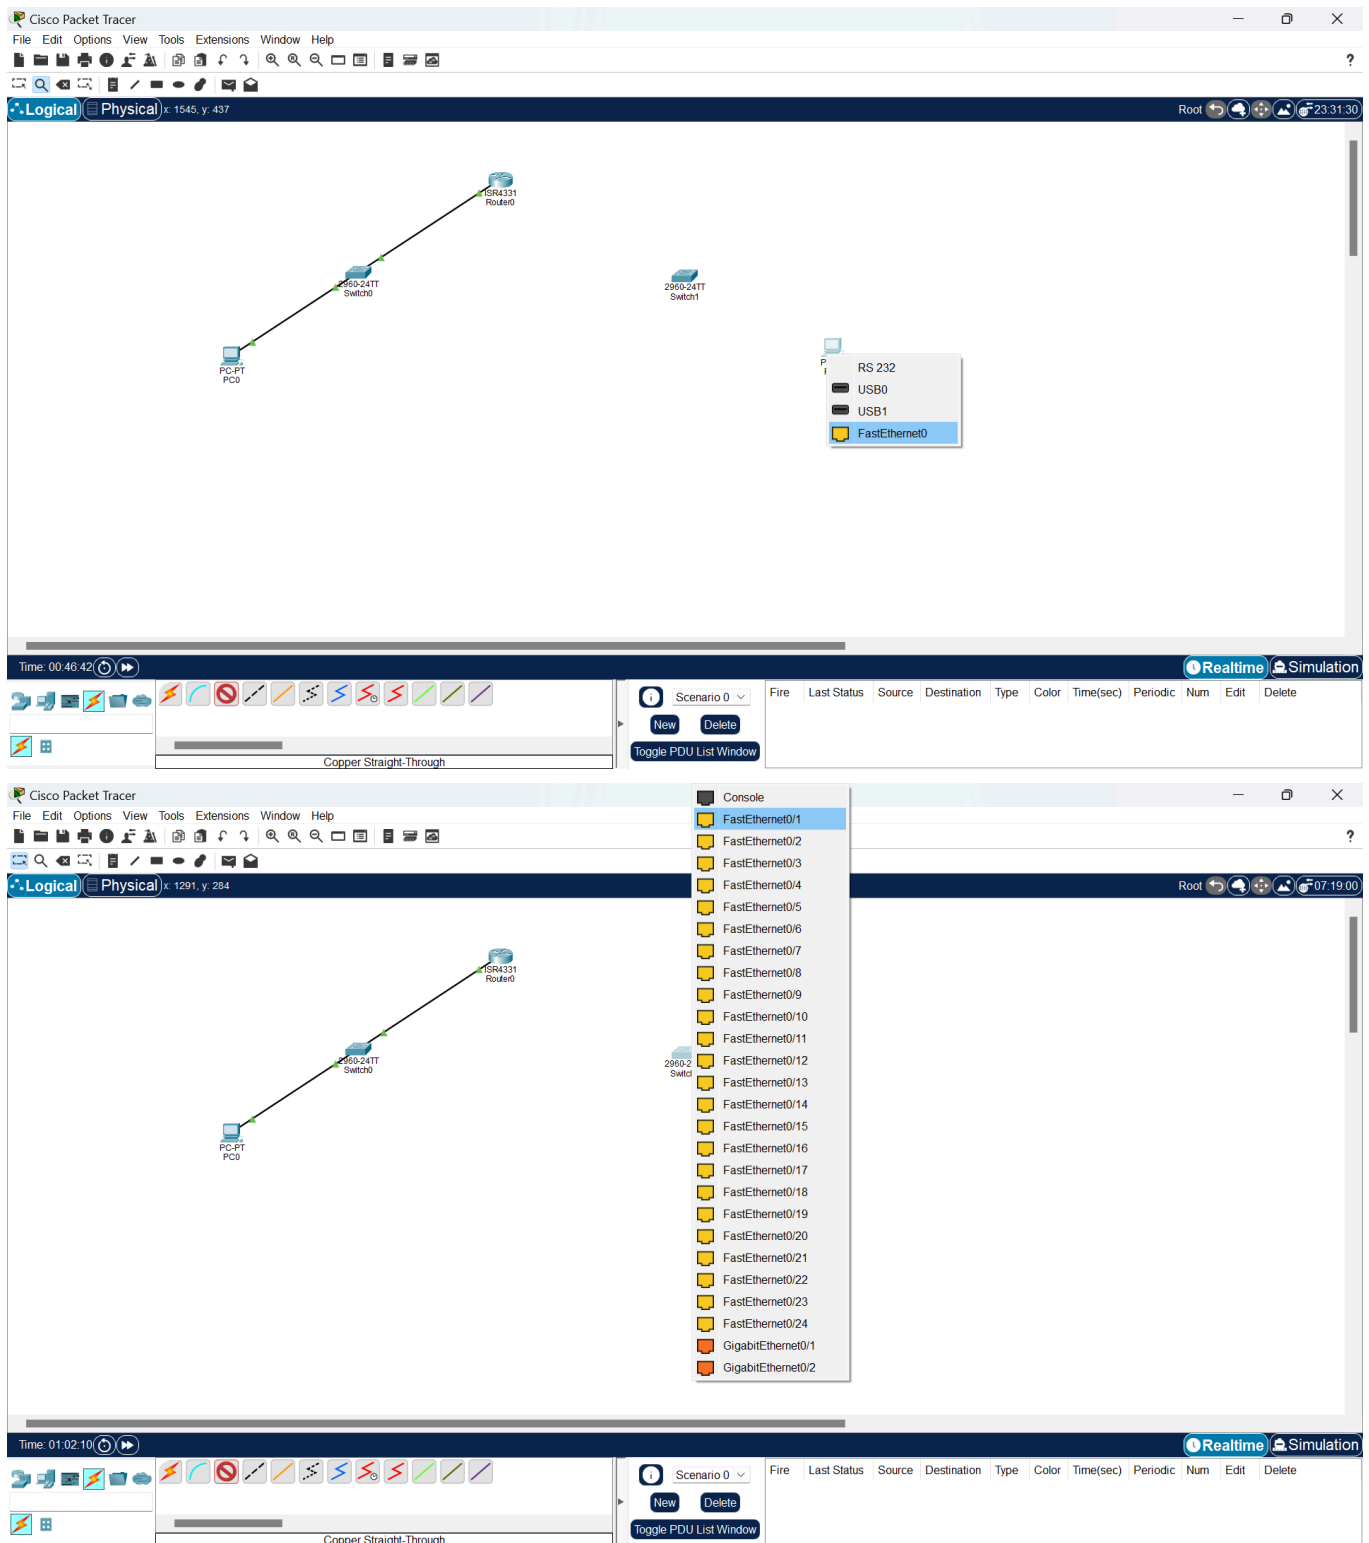 Cisco Packet Tracer
File Edit Options View Tools Extensions Window Help
?
Logical Physical x: 1545, y: 437 Root 23:31:30
ISR4331
Router0
2960-24TT
Switch0
2960-24TT
Switch1
PC-PT
PC0
RS 232
USB0
USB1
FastEthernet0
Time: 00:46:42 Realtime Simulation
Scenario 0 Fire Last Status Source Destination Type Color Time(sec) Periodic Num Edit Delete
New Delete
Toggle PDU List Window
Copper Straight-Through
Cisco Packet Tracer
File Edit Options View Tools Extensions Window Help
?
Logical Physical x: 1291, y: 284 Root 07:19:00
Console
FastEthernet0/1
FastEthernet0/2
FastEthernet0/3
FastEthernet0/4
FastEthernet0/5
FastEthernet0/6
FastEthernet0/7
FastEthernet0/8
FastEthernet0/9
FastEthernet0/10
FastEthernet0/11
FastEthernet0/12
FastEthernet0/13
FastEthernet0/14
FastEthernet0/15
FastEthernet0/16
FastEthernet0/17
FastEthernet0/18
FastEthernet0/19
FastEthernet0/20
FastEthernet0/21
FastEthernet0/22
FastEthernet0/23
FastEthernet0/24
GigabitEthernet0/1
GigabitEthernet0/2
ISR4331
Router0
2960-24TT
Switch0
2960-2
Switc
PC-PT
PC0
Time: 01:02:10 Realtime Simulation
Scenario 0 Fire Last Status Source Destination Type Color Time(sec) Periodic Num Edit Delete
New Delete
Toggle PDU List Window
Copper Straight-Through